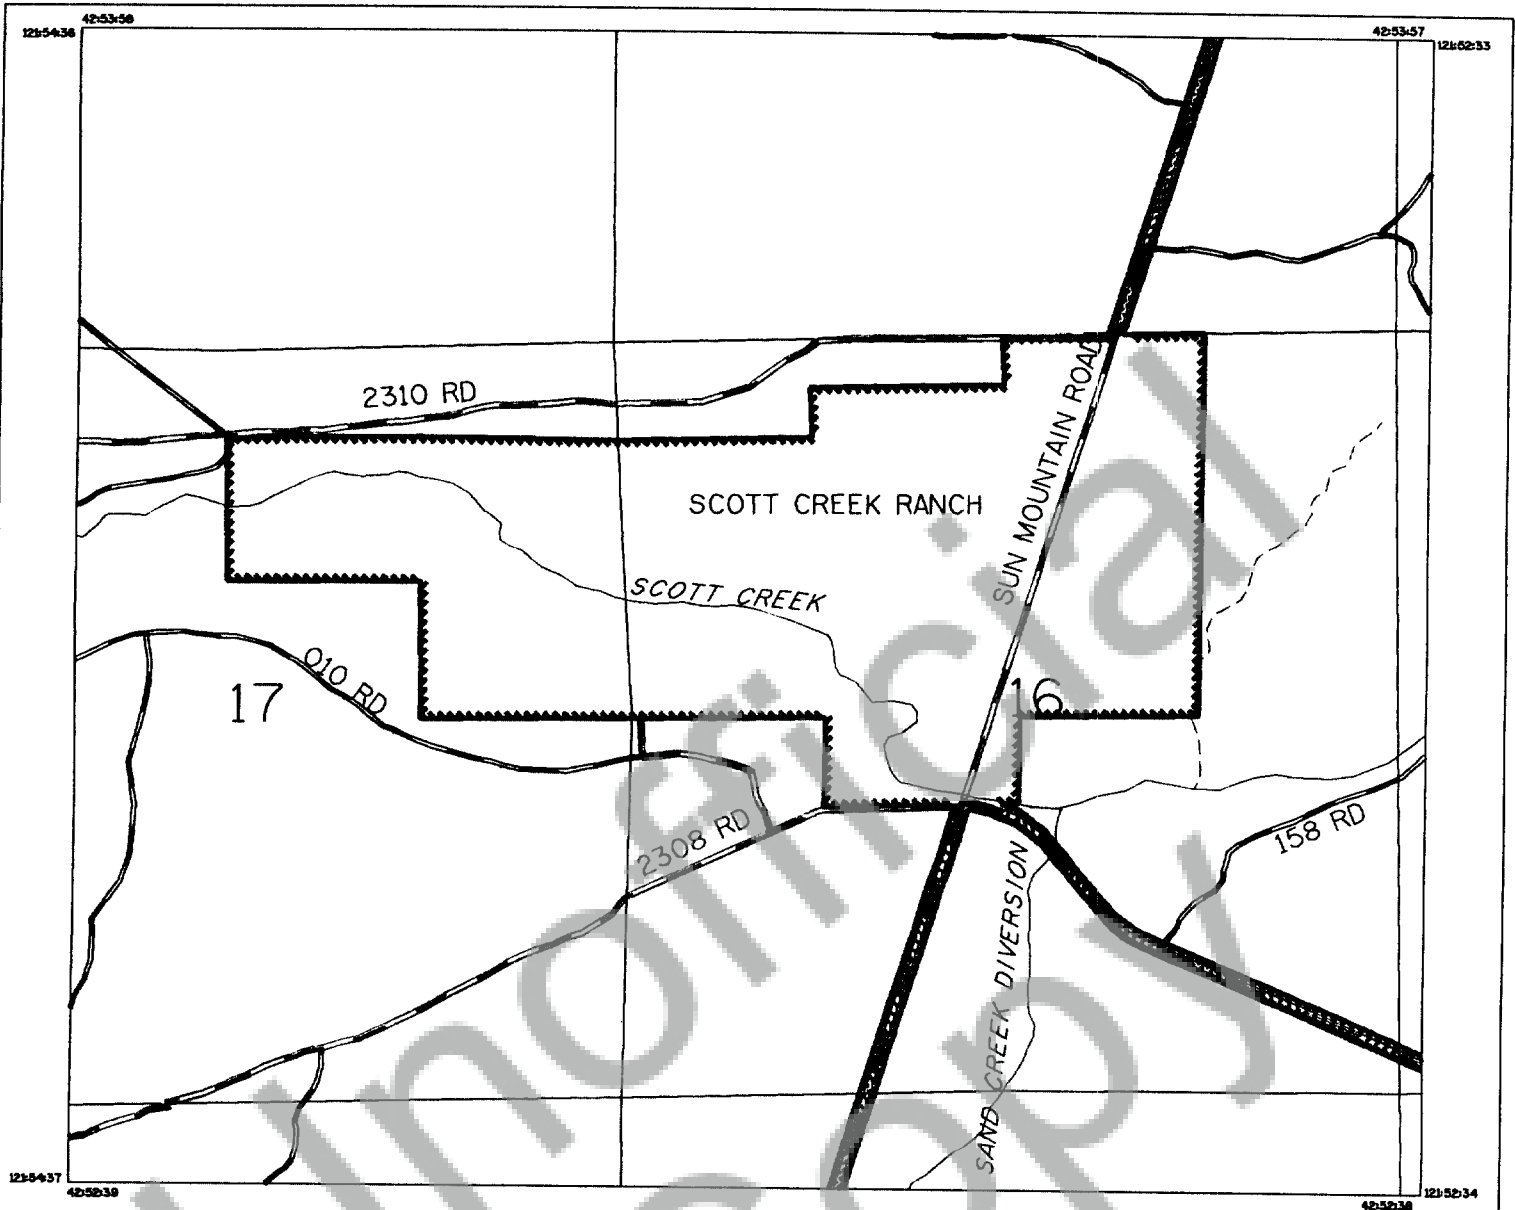 42:53:58
121:54:36
42:53:57
121:52:33
2310 RD
SUN MOUNTAIN ROAD
SCOTT CREEK RANCH
SCOTT CREEK
010 RD
17
16
2308 RD
158 RD
SAND CREEK DIVERSION
Unofficial
Copy
121:54:37
42:52:39
121:52:34
42:52:38